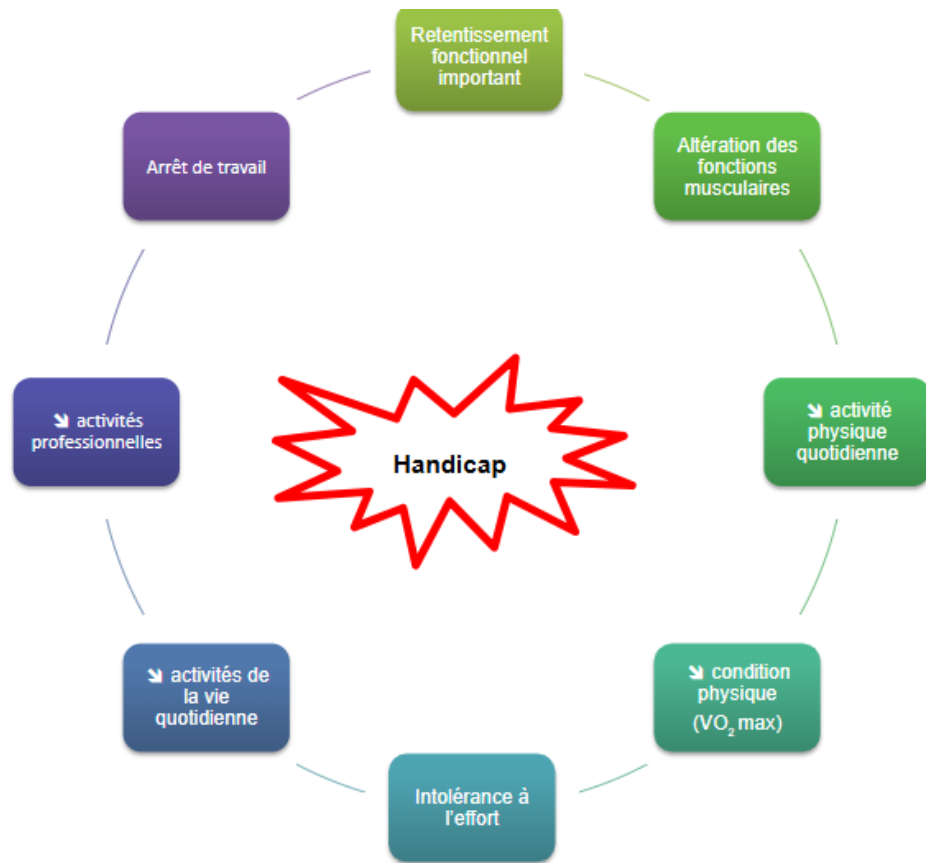 Retentissement
fonctionnel
important
Altération des
fonctions
musculaires
↘ activité
physique
quotidienne
↘ condition
physique
(VO₂ max)
Intolérance à
l'effort
↘ activités de
la vie
quotidienne
↘ activités
professionnelles
Arrêt de travail
Handicap